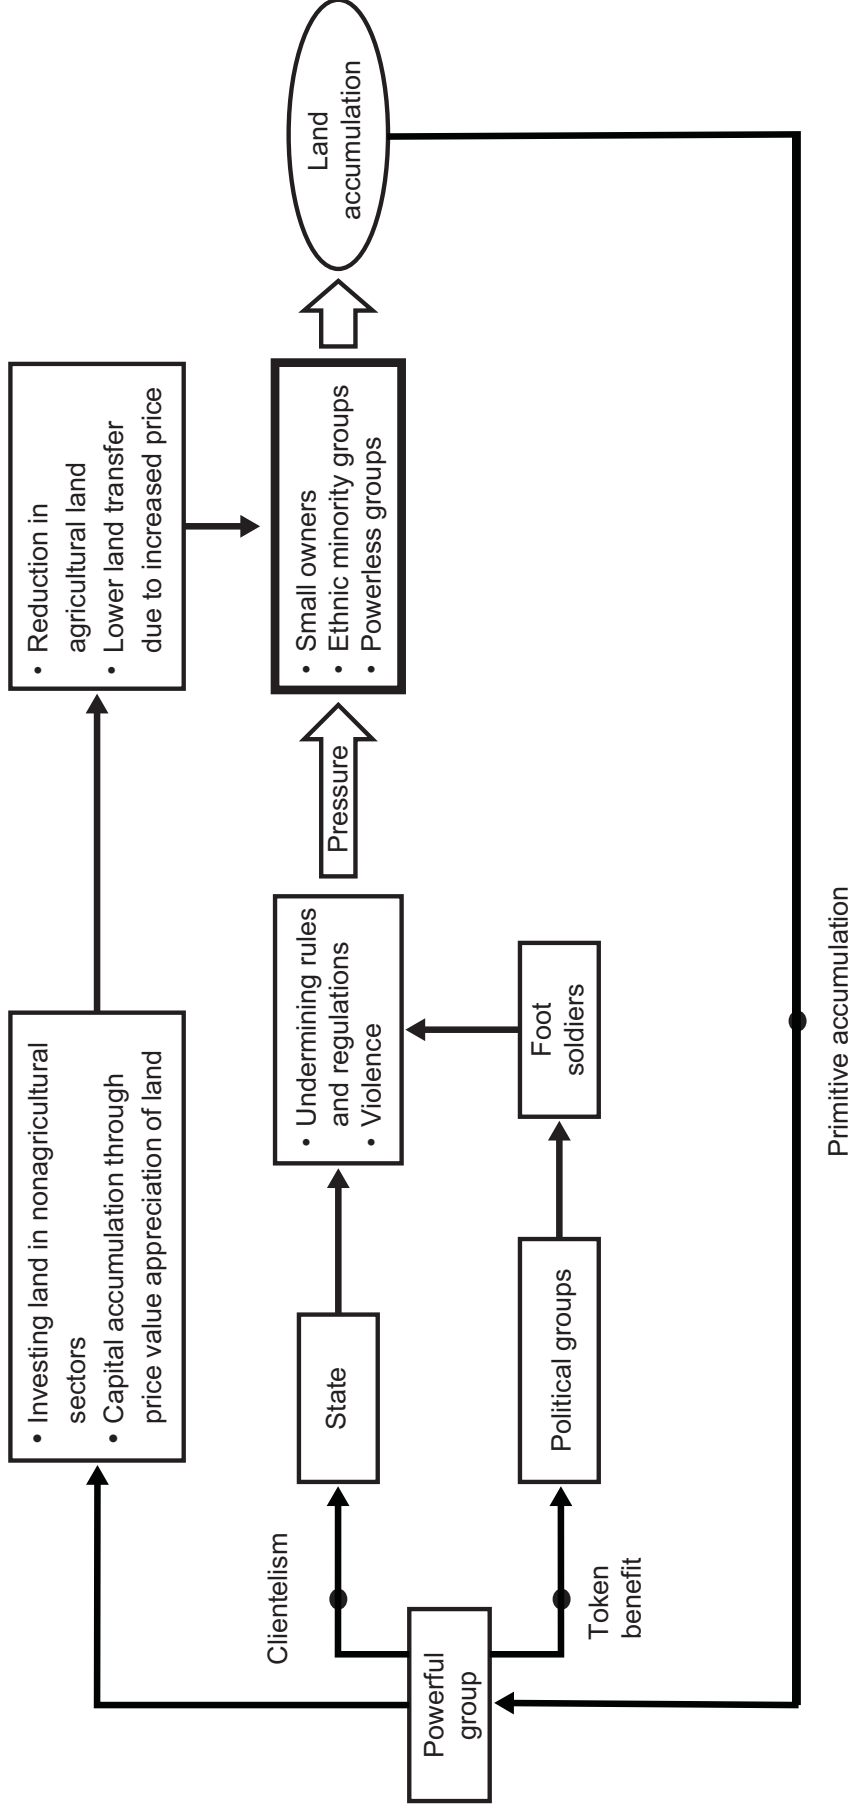 • Investing land in nonagricultural
sectors
• Capital accumulation through
price value appreciation of land
• Reduction in
agricultural land
• Lower land transfer
due to increased price
Clientelism
State
• Undermining rules
and regulations
• Violence
Pressure
• Small owners
• Ethnic minority groups
• Powerless groups
Land
accumulation
Powerful
group
Token
benefit
Political groups
Foot
soldiers
Primitive accumulation